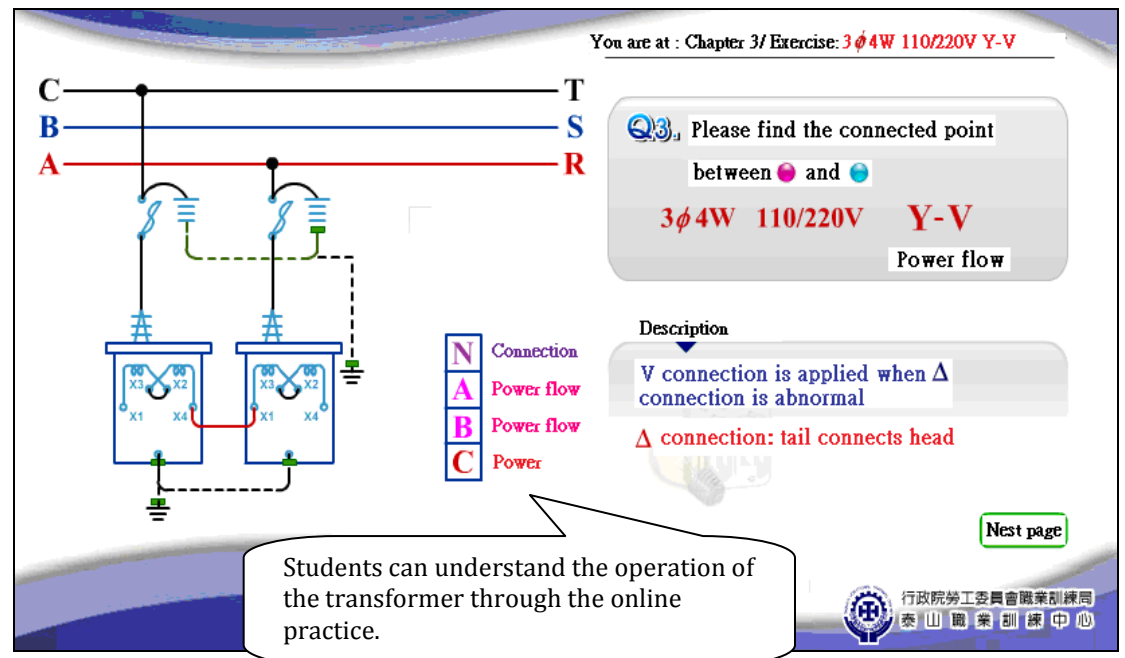 You are at : Chapter 3/ Exercise: 3ϕ4W 110/220V Y-V
C T
B S
A R
Q3. Please find the connected point
between and
3ϕ4W 110/220V Y-V
Power flow
X3 X2 X3 X2
X1 X4 X1 X4
N Connection
A Power flow
B Power flow
C Power
Description
V connection is applied when Δ
connection is abnormal
Δ connection: tail connects head
Nest page
Students can understand the operation of
the transformer through the online
practice.
行政院勞工委員會職業訓練局
泰山職業訓練中心